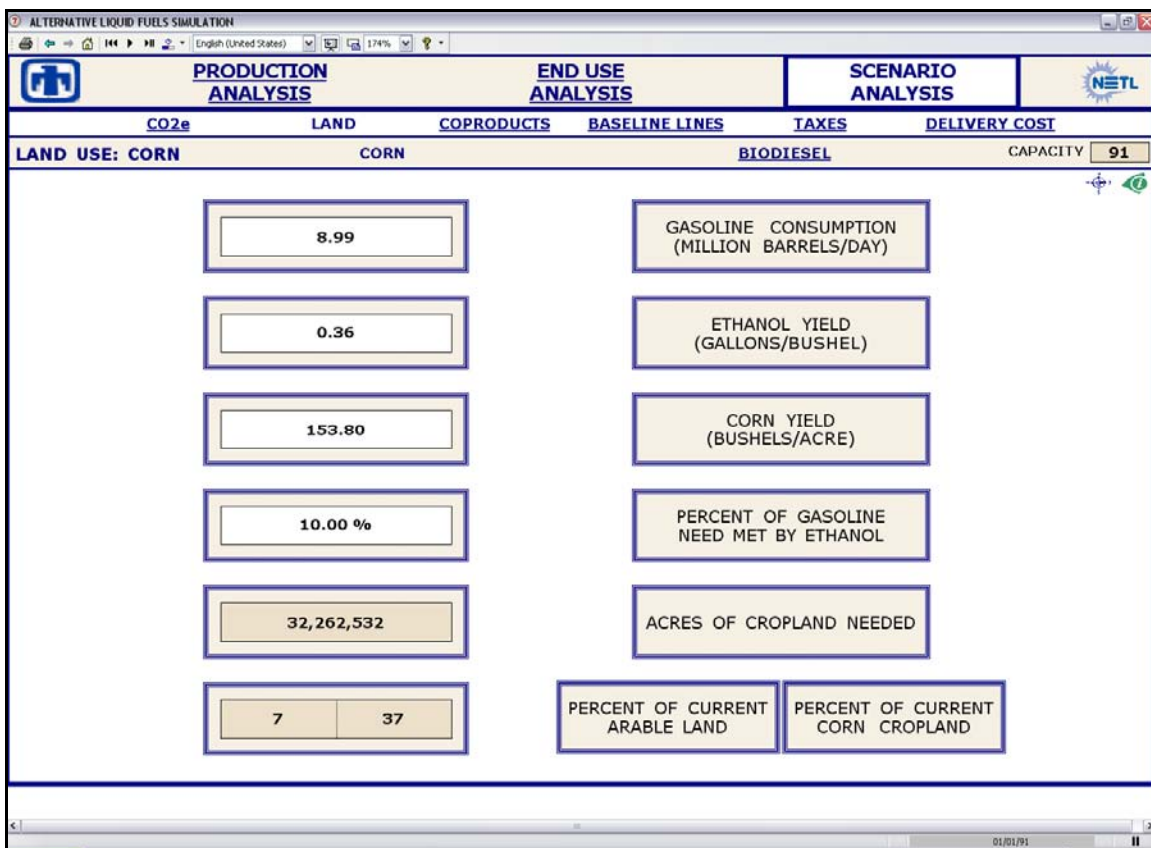 ALTERNATIVE LIQUID FUELS SIMULATION
English (United States) 174%
PRODUCTION ANALYSIS
END USE ANALYSIS
SCENARIO ANALYSIS
NETL
CO2e LAND COPRODUCTS BASELINE LINES TAXES DELIVERY COST
LAND USE: CORN CORN BIODIESEL CAPACITY 91
8.99
GASOLINE CONSUMPTION
(MILLION BARRELS/DAY)
0.36
ETHANOL YIELD
(GALLONS/BUSHEL)
153.80
CORN YIELD
(BUSHELS/ACRE)
10.00 %
PERCENT OF GASOLINE
NEED MET BY ETHANOL
32,262,532
ACRES OF CROPLAND NEEDED
7 37
PERCENT OF CURRENT
ARABLE LAND
PERCENT OF CURRENT
CORN CROPLAND
01/01/91